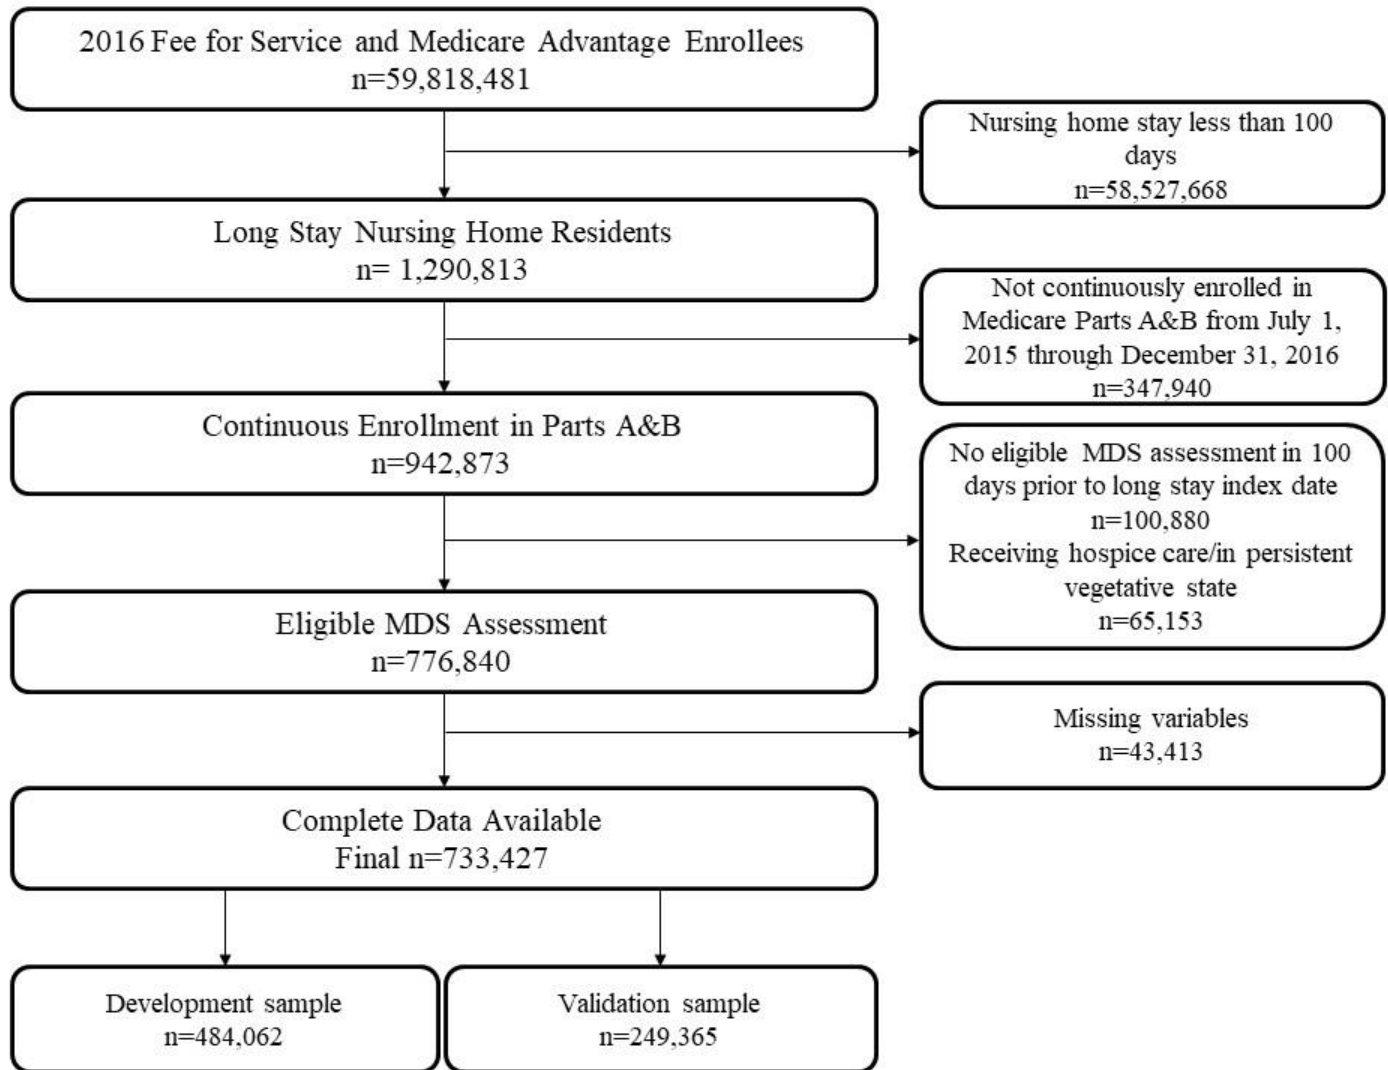 2016 Fee for Service and Medicare Advantage Enrollees
n=59,818,481
Nursing home stay less than 100
days
n=58,527,668
Long Stay Nursing Home Residents
n= 1,290,813
Not continuously enrolled in
Medicare Parts A&B from July 1,
2015 through December 31, 2016
n=347,940
Continuous Enrollment in Parts A&B
n=942,873
No eligible MDS assessment in 100
days prior to long stay index date
n=100,880
Receiving hospice care/in persistent
vegetative state
n=65,153
Eligible MDS Assessment
n=776,840
Missing variables
n=43,413
Complete Data Available
Final n=733,427
Development sample
n=484,062
Validation sample
n=249,365